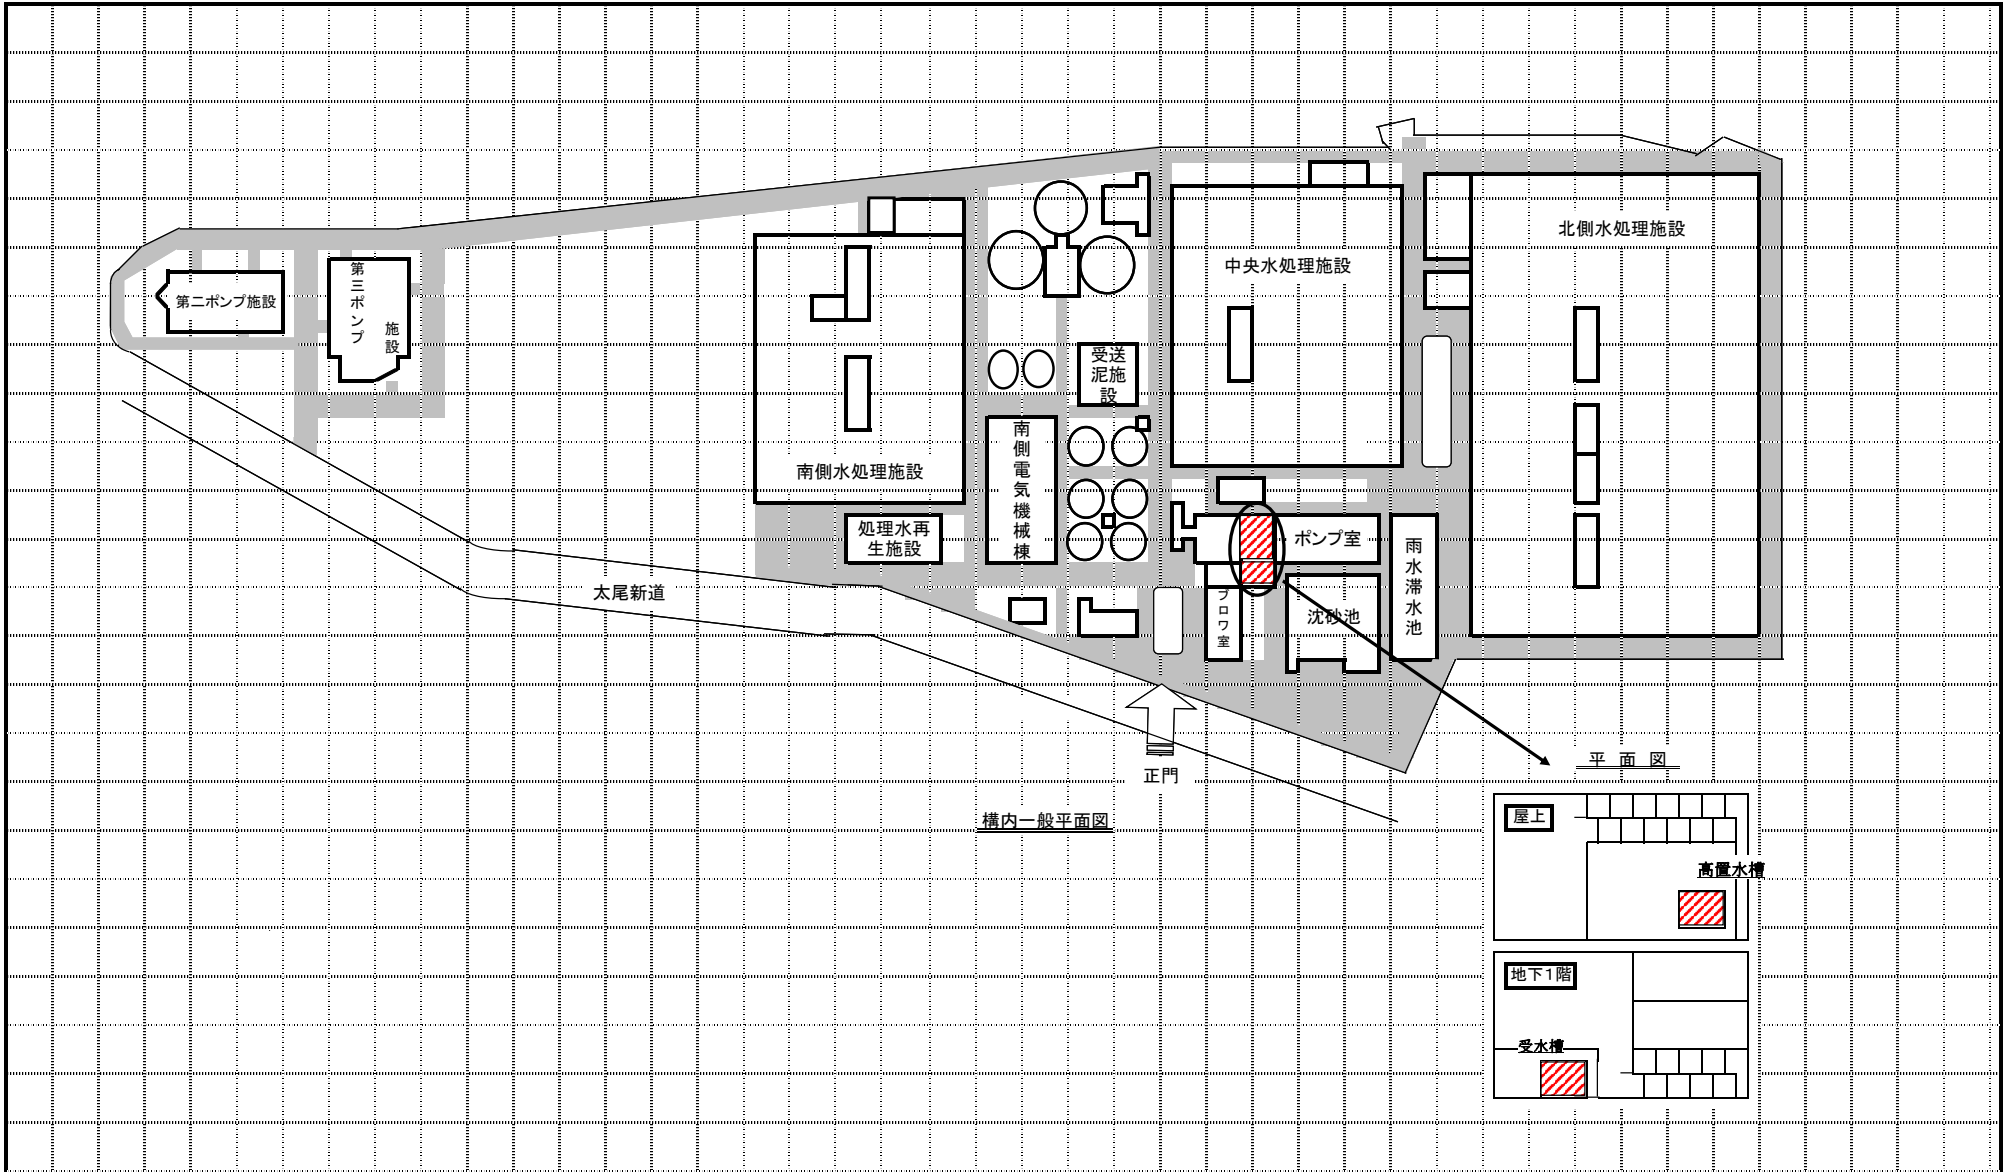 北側水処理施設
中央水処理施設
第二ポンプ施設
第三ポンプ
施設
受送
泥施
設
南側電気機械棟
南側水処理施設
処理水再
生施設
ポンプ室
雨水滞水池
太尾新道
ブロワ室
沈砂池
正門
構内一般平面図
平 面 図
屋上
高置水槽
地下1階
受水槽